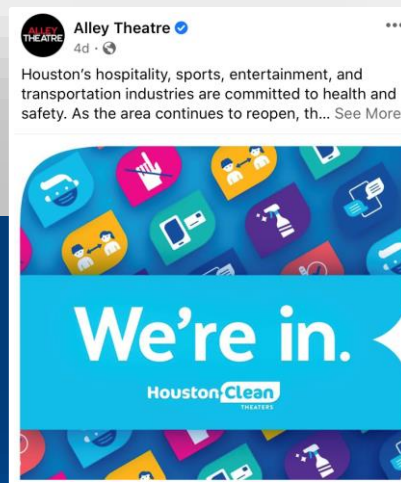 ALLEY
THEATRE
Alley Theatre
4d ·
Houston's hospitality, sports, entertainment, and
transportation industries are committed to health and
safety. As the area continues to reopen, th... See More
We're in.
Houston Clean
THEATERS